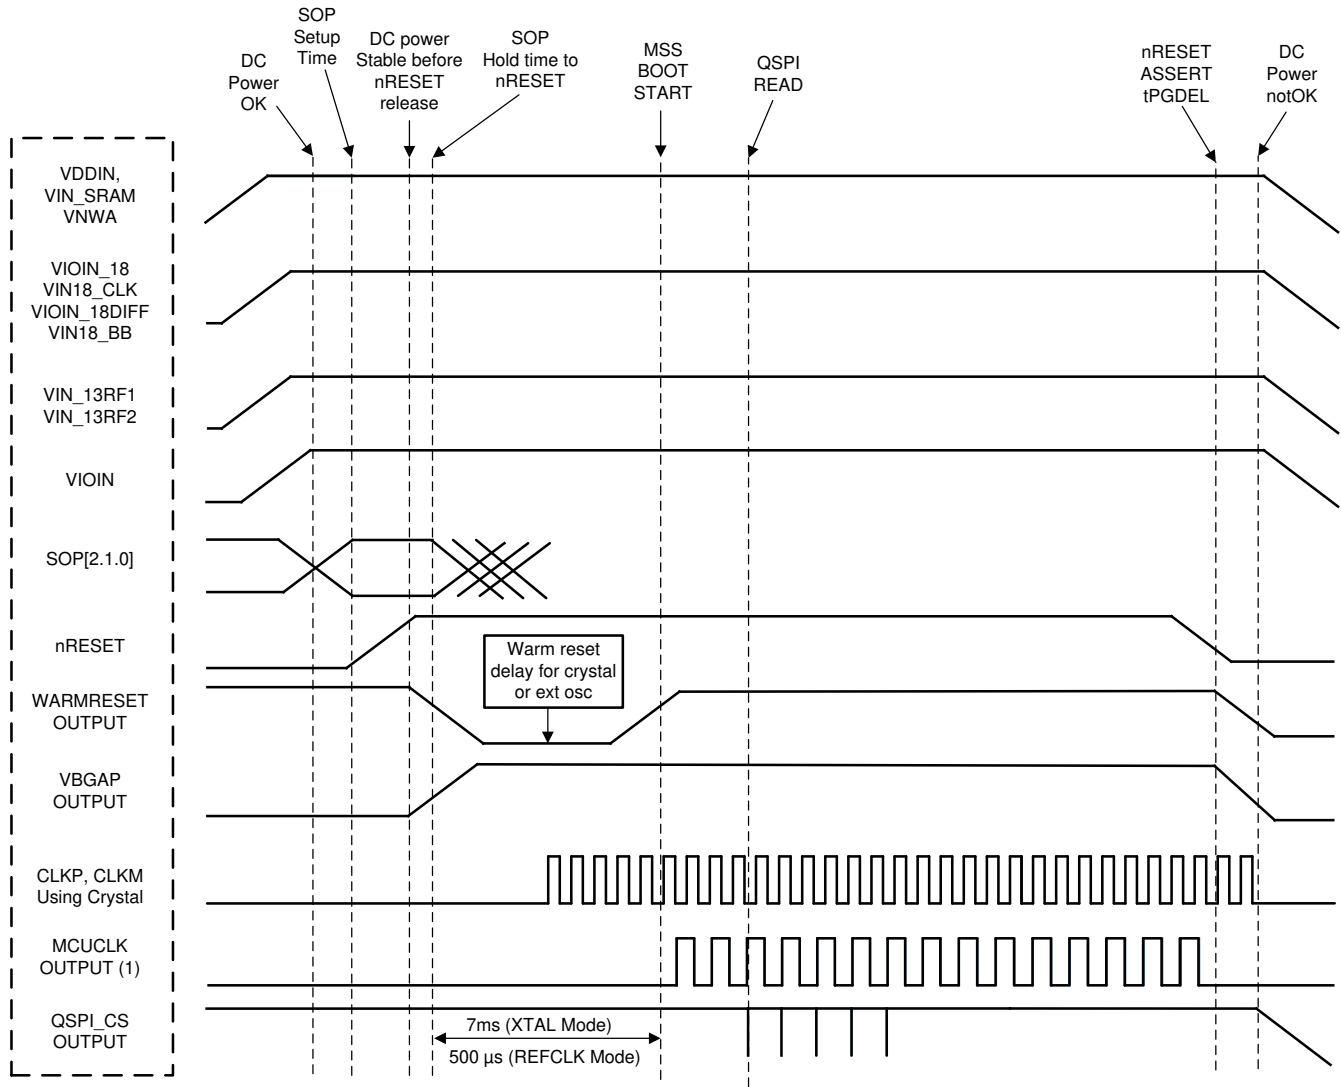 SOP
Setup
Time
DC
Power
OK
DC power
Stable before
nRESET
release
SOP
Hold time to
nRESET
MSS
BOOT
START
QSPI
READ
nRESET
ASSERT
tPGDEL
DC
Power
notOK
VDDIN,
VIN_SRAM
VNWA
VIOIN_18
VIN18_CLK
VIOIN_18DIFF
VIN18_BB
VIN_13RF1
VIN_13RF2
VIOIN
SOP[2.1.0]
nRESET
Warm reset
delay for crystal
or ext osc
WARMRESET
OUTPUT
VBGAP
OUTPUT
CLKP, CLKM
Using Crystal
MCUCLK
OUTPUT (1)
QSPI_CS
OUTPUT
7ms (XTAL Mode)
500 µs (REFCLK Mode)